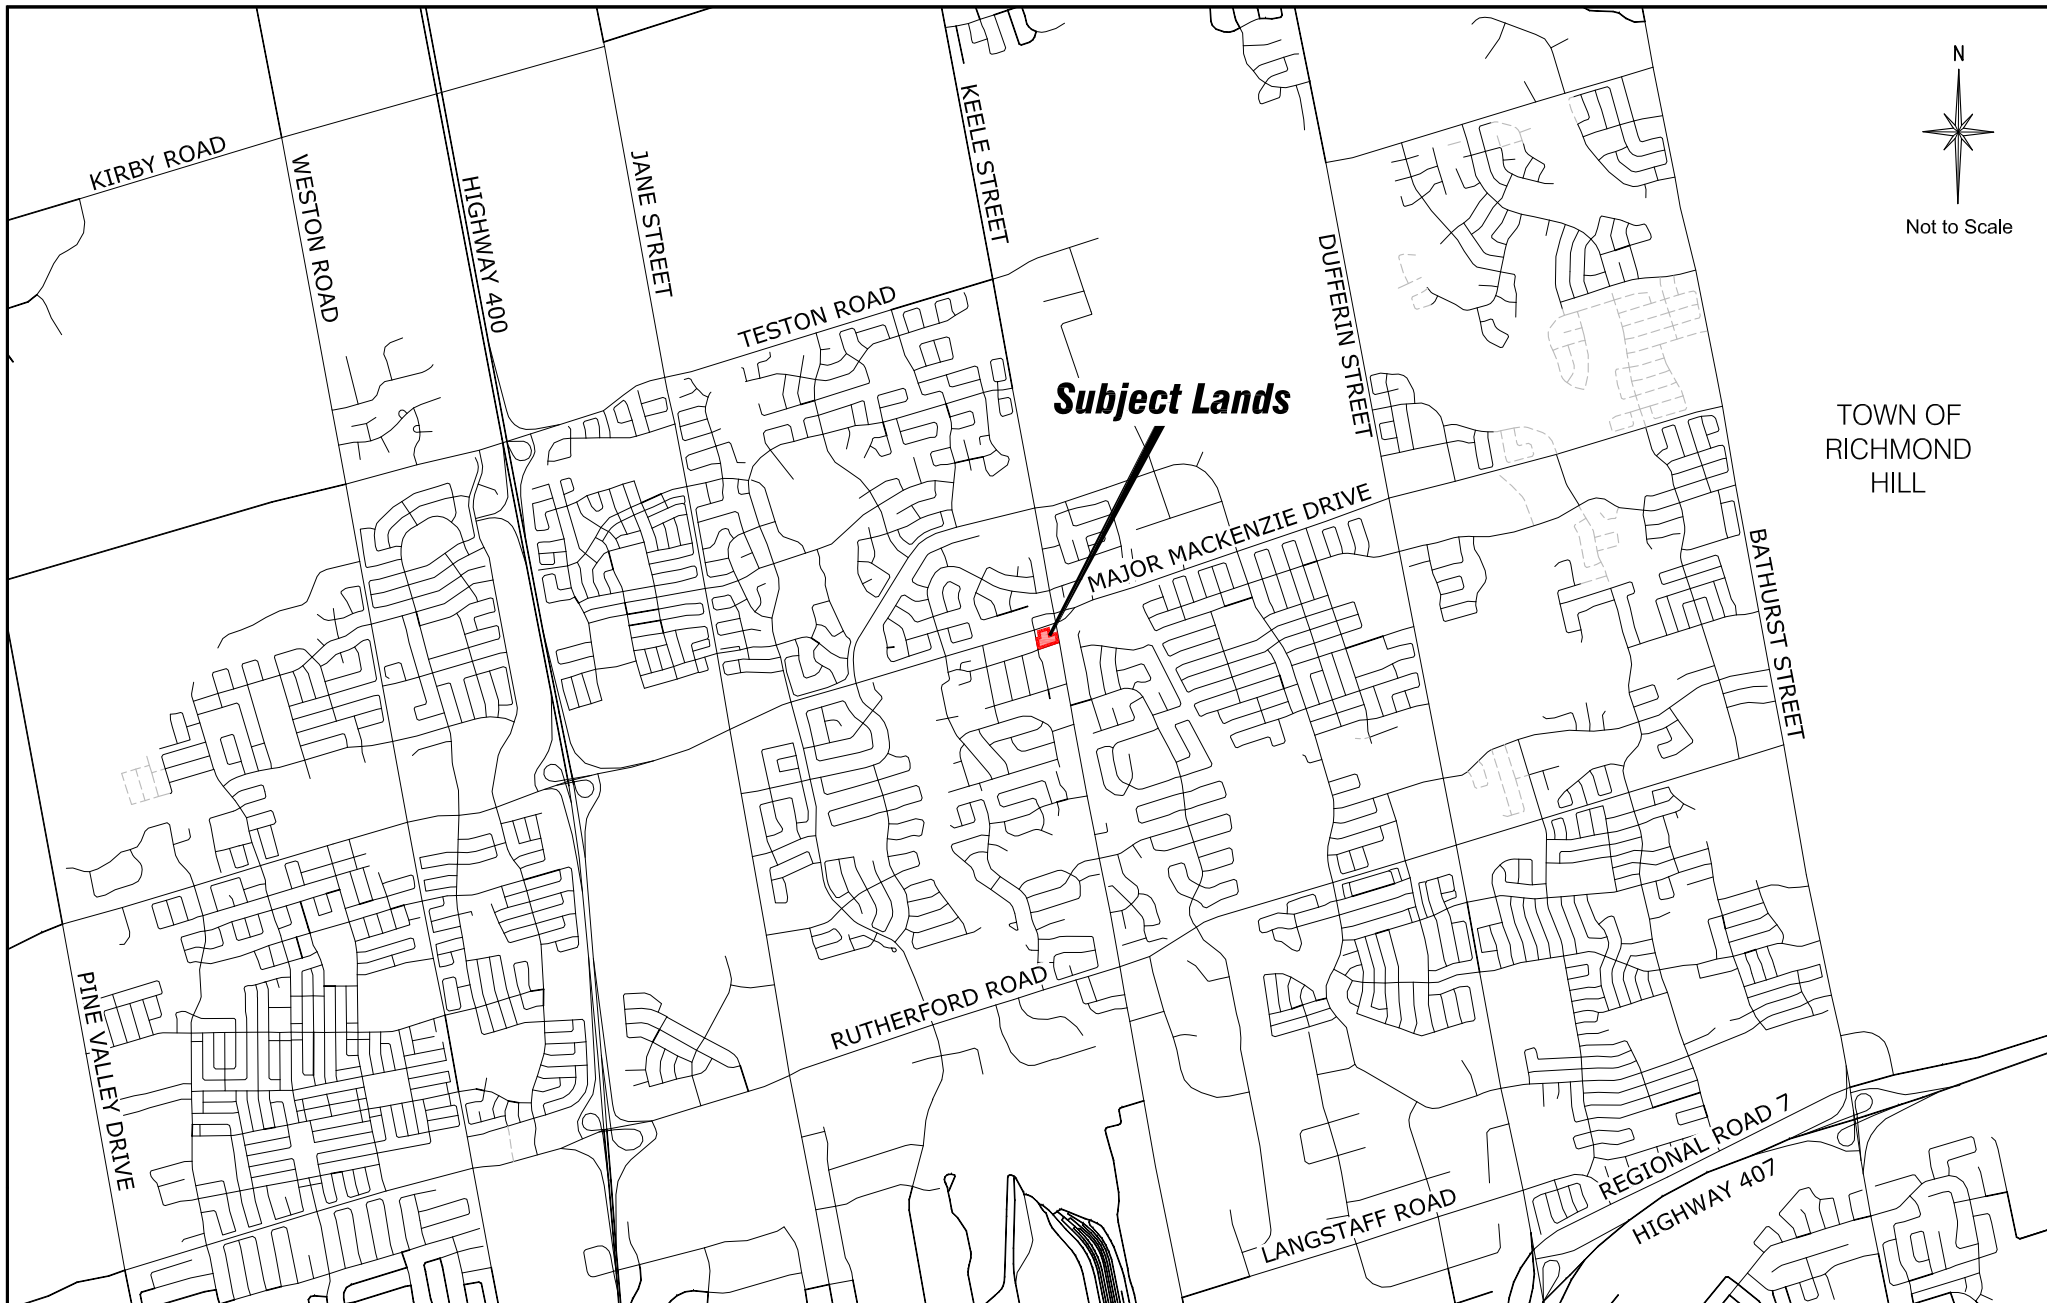 N
Not to Scale
KIRBY ROAD
WESTON ROAD
HIGHWAY 400
JANE STREET
KEELE STREET
DUFFERIN STREET
TESTON ROAD
Subject Lands
TOWN OF
RICHMOND
HILL
MAJOR MACKENZIE DRIVE
BATHURST STREET
PINE VALLEY DRIVE
RUTHERFORD ROAD
REGIONAL ROAD 7
HIGHWAY 407
LANGSTAFF ROAD